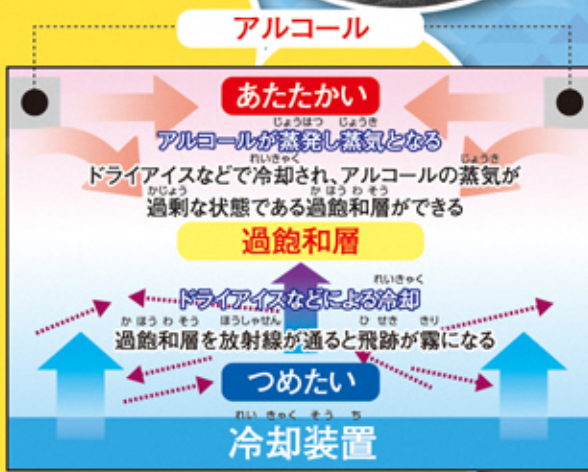 アルコール
あたたかい
じょうはつ じょうき
アルコールが蒸発し蒸気となる
れいきゃく じょうき
ドライアイスなどで冷却され、アルコールの蒸気が
かじょう かほうわそう
過剰な状態である過飽和層ができる
過飽和層
れいきゃく
ドライアイスなどによる冷却
かほうわそう ほうしゃせん ひせき きり
過飽和層を放射線が通ると飛跡が霧になる
つめたい
れいきゃくそうち
冷却装置